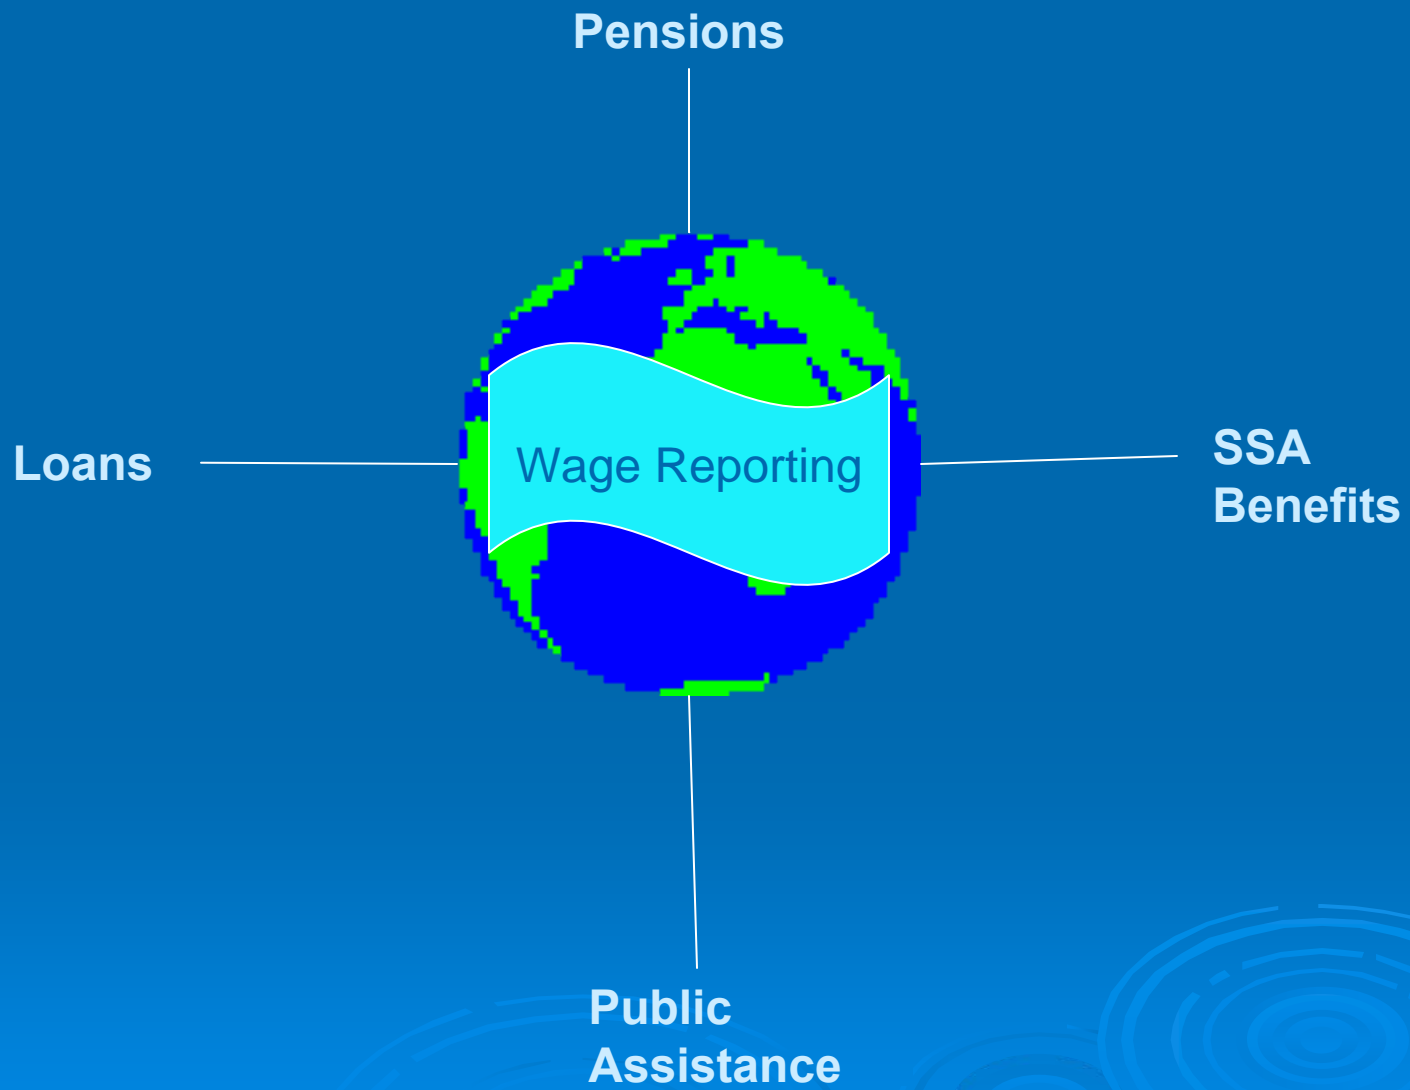 Pensions
Loans
Wage Reporting
SSA
Benefits
Public
Assistance